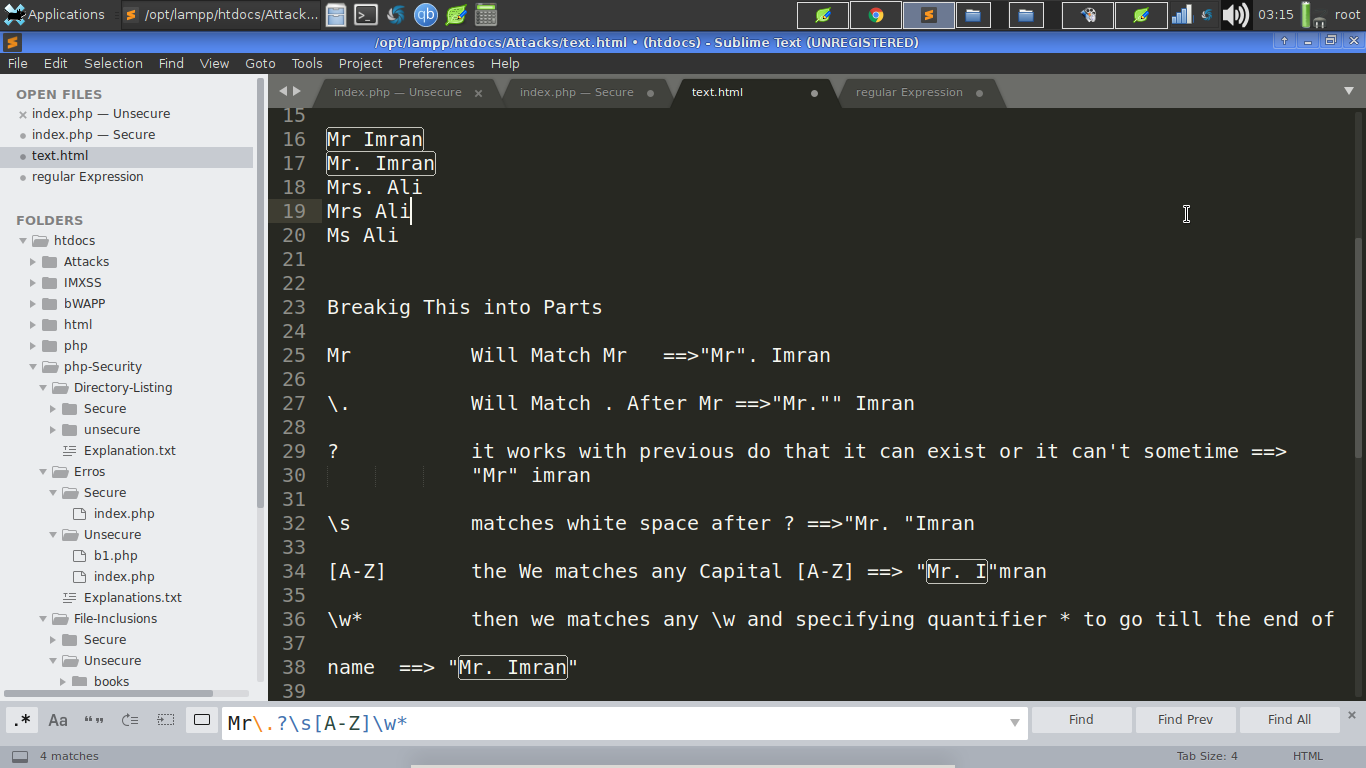 Applications /opt/lampp/htdocs/Attack... qb 03:15 root
/opt/lampp/htdocs/Attacks/text.html • (htdocs) - Sublime Text (UNREGISTERED)
File Edit Selection Find View Goto Tools Project Preferences Help
OPEN FILES
index.php — Unsecure
index.php — Secure
text.html
regular Expression
FOLDERS
htdocs
Attacks
IMXSS
bWAPP
html
php
php-Security
Directory-Listing
Secure
unsecure
Explanation.txt
Erros
Secure
index.php
Unsecure
b1.php
index.php
Explanations.txt
File-Inclusions
Secure
Unsecure
books
index.php — Unsecure index.php — Secure text.html regular Expression
15
16 Mr Imran
17 Mr. Imran
18 Mrs. Ali
19 Mrs Ali
20 Ms Ali
21
22
23 Breakig This into Parts
24
25 Mr Will Match Mr ==>"Mr". Imran
26
27 \. Will Match . After Mr ==>"Mr."" Imran
28
29 ? it works with previous do that it can exist or it can't sometime ==>
30 "Mr" imran
31
32 \s matches white space after ? ==>"Mr. "Imran
33
34 [A-Z] the We matches any Capital [A-Z] ==> "Mr. I"mran
35
36 \w* then we matches any \w and specifying quantifier * to go till the end of
37
38 name ==> "Mr. Imran"
39
.* Aa “” Mr\.?\s[A-Z]\w* Find Find Prev Find All
4 matches Tab Size: 4 HTML